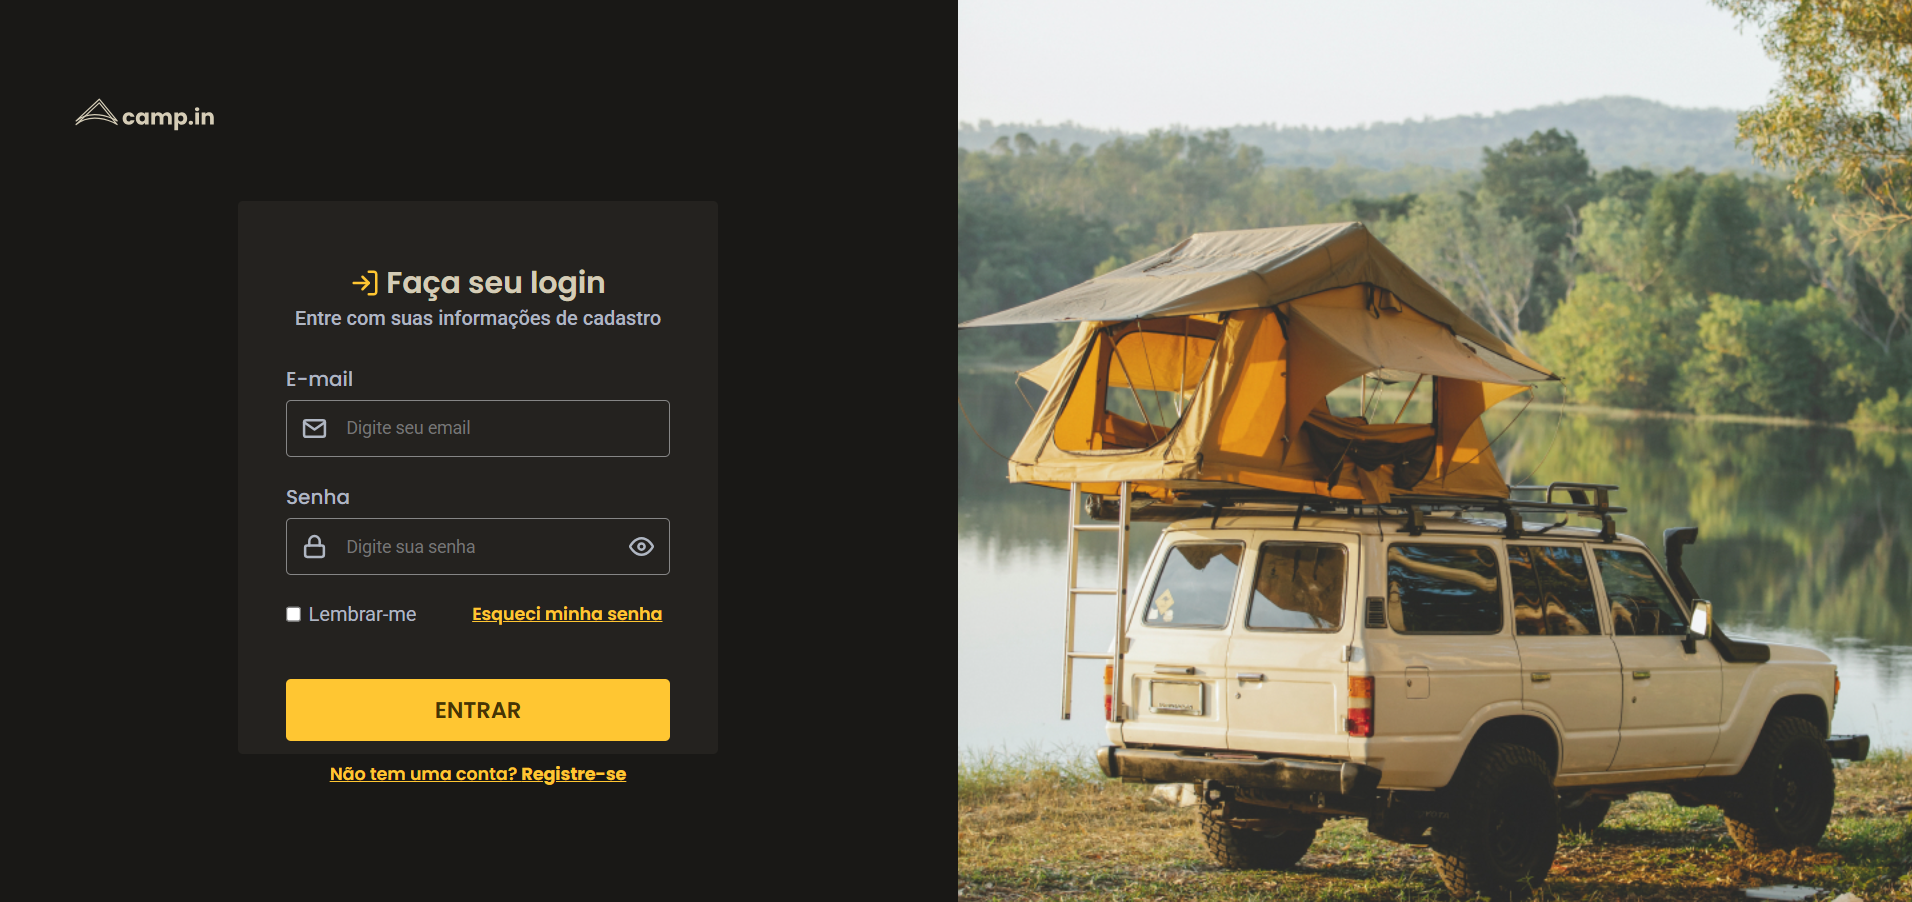 camp.in
Faça seu login
Entre com suas informações de cadastro
E-mail
Digite seu email
Senha
Digite sua senha
Lembrar-me Esqueci minha senha
ENTRAR
Não tem uma conta? Registre-se